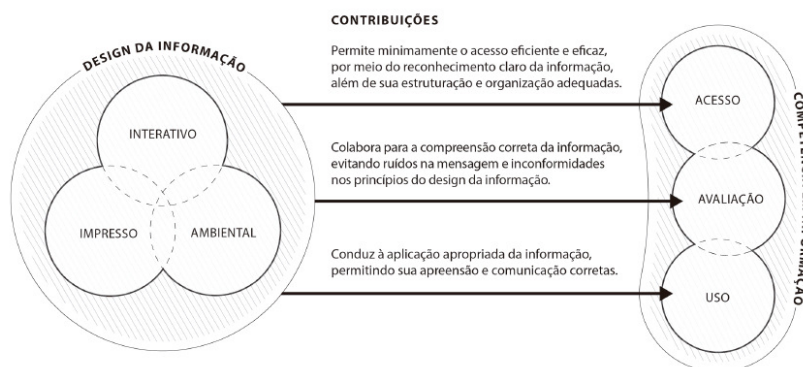 CONTRIBUIÇÕES
DESIGN DA INFORMAÇÃO
INTERATIVO
IMPRESSO
AMBIENTAL
Permite minimamente o acesso eficiente e eficaz,
por meio do reconhecimento claro da informação,
além de sua estruturação e organização adequadas.
Colabora para a compreensão correta da informação,
evitando ruídos na mensagem e inconformidades
nos princípios do design da informação.
Conduz à aplicação apropriada da informação,
permitindo sua apreensão e comunicação corretas.
ACESSO
AVALIAÇÃO
USO